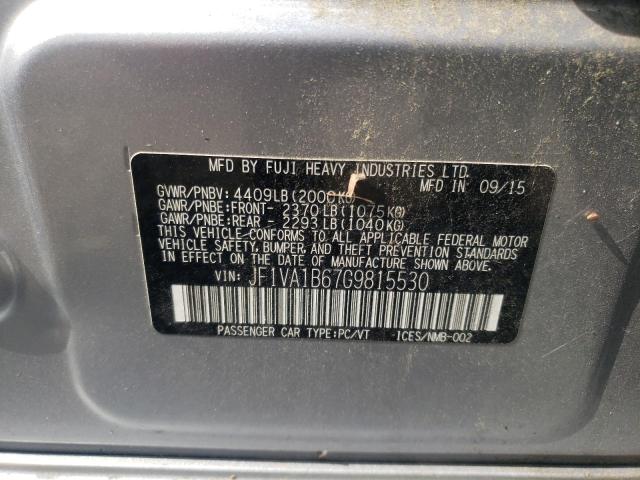 MFD BY FUJI HEAVY INDUSTRIES LTD.
MFD IN 09/15
GVWR/PNBV: 4409LB(2000KG)
GAWR/PNBE:FRONT- 2370LB(1075KG)
GAWR/PNBE:REAR - 2293LB(1040KG)
THIS VEHICLE CONFORMS TO ALL APPLICABLE FEDERAL MOTOR
VEHICLE SAFETY, BUMPER, AND THEFT PREVENTION STANDARDS
IN EFFECT ON THE DATE OF MANUFACTURE SHOWN ABOVE.
VIN: JF1VA1B67G9815530
PASSENGER CAR TYPE:PC/VT ICES/NMB-002